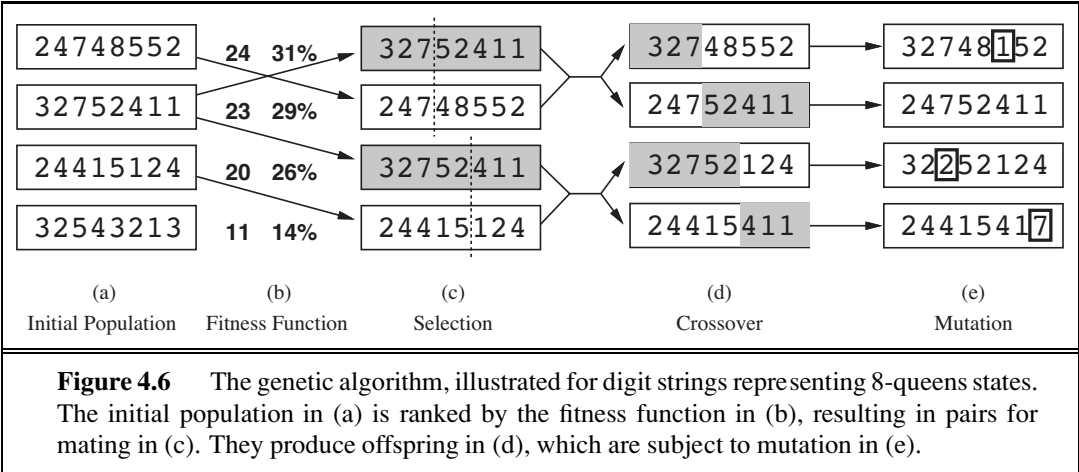 24748552 24 31% 32752411 32748552 32748152
32752411 23 29% 24748552 24752411 24752411
24415124 20 26% 32752411 32752124 32252124
32543213 11 14% 24415124 24415411 24415417
(a) (b) (c) (d) (e)
Initial Population Fitness Function Selection Crossover Mutation
Figure 4.6 The genetic algorithm, illustrated for digit strings representing 8-queens states.
The initial population in (a) is ranked by the fitness function in (b), resulting in pairs for
mating in (c). They produce offspring in (d), which are subject to mutation in (e).